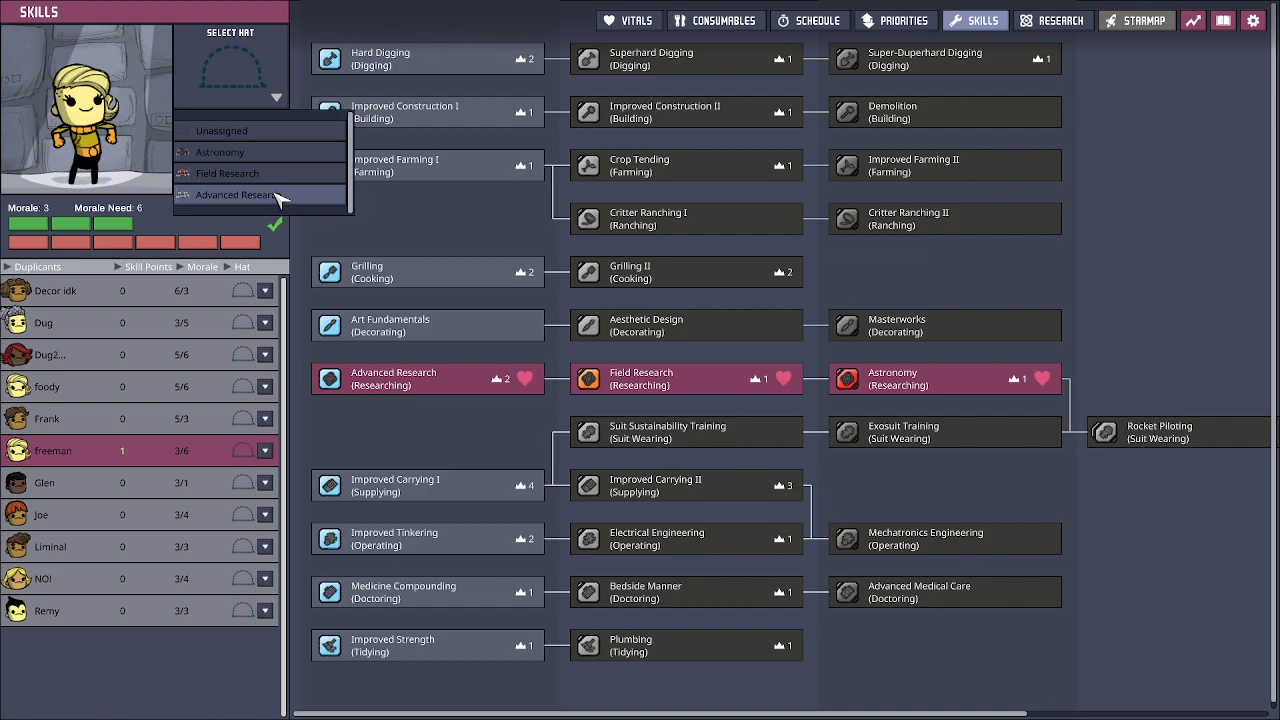 SKILLS
VITALS
CONSUMABLES
SCHEDULE
PRIORITIES
SKILLS
RESEARCH
STARMAP
SELECT HAT
Unassigned
Astronomy
Field Research
Advanced Research
Morale: 3
Morale Need: 6
Duplicants
Skill Points
Morale
Hat
Decor idk 0 6/3
Dug 0 3/5
Dug2... 0 5/6
foody 0 5/6
Frank 0 5/3
freeman 1 3/6
Glen 0 3/1
Joe 0 3/4
Liminal 0 3/3
NO! 0 3/4
Remy 0 3/3
Hard Digging
(Digging)
2
Superhard Digging
(Digging)
1
Super-Duperhard Digging
(Digging)
1
Improved Construction I
(Building)
1
Improved Construction II
(Building)
1
Demolition
(Building)
Improved Farming I
(Farming)
1
Crop Tending
(Farming)
1
Improved Farming II
(Farming)
Critter Ranching I
(Ranching)
Critter Ranching II
(Ranching)
Grilling
(Cooking)
2
Grilling II
(Cooking)
2
Art Fundamentals
(Decorating)
Aesthetic Design
(Decorating)
Masterworks
(Decorating)
Advanced Research
(Researching)
2
Field Research
(Researching)
1
Astronomy
(Researching)
1
Suit Sustainability Training
(Suit Wearing)
Exosuit Training
(Suit Wearing)
Rocket Piloting
(Suit Wearing)
Improved Carrying I
(Supplying)
4
Improved Carrying II
(Supplying)
3
Improved Tinkering
(Operating)
2
Electrical Engineering
(Operating)
1
Mechatronics Engineering
(Operating)
Medicine Compounding
(Doctoring)
1
Bedside Manner
(Doctoring)
1
Advanced Medical Care
(Doctoring)
Improved Strength
(Tidying)
1
Plumbing
(Tidying)
1